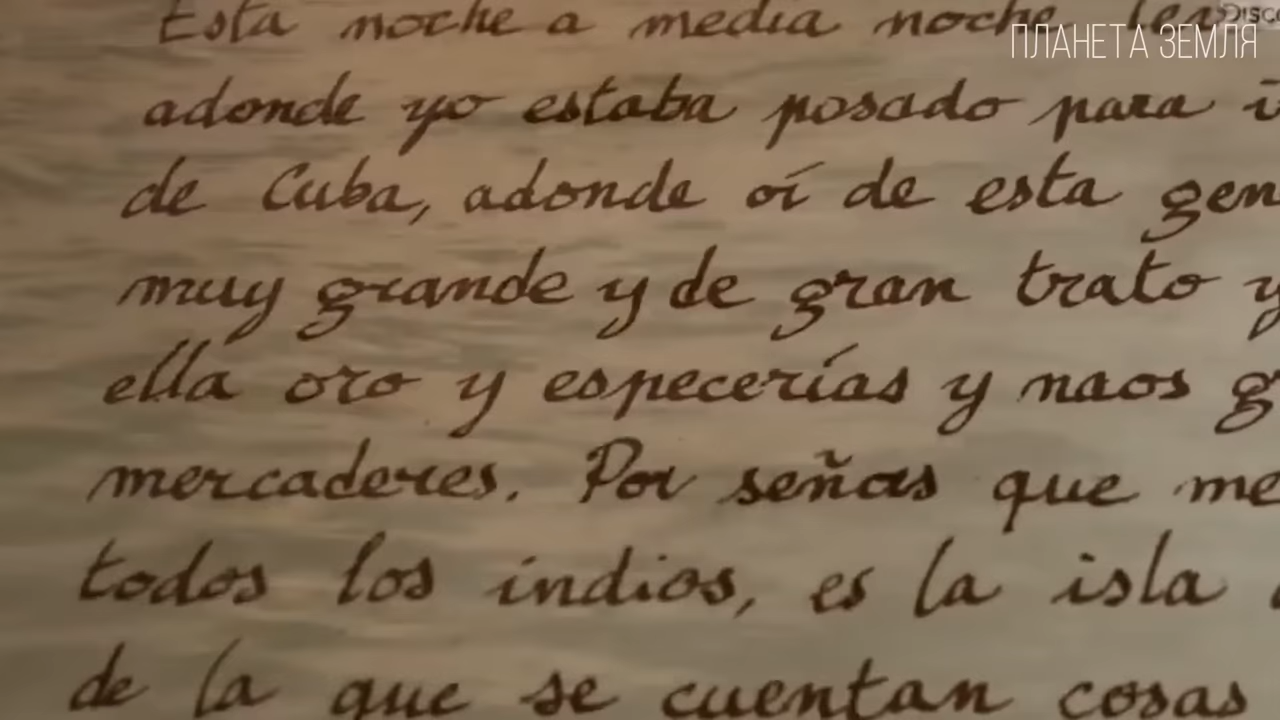 Esta noche a media noche
ПЛАНЕТА ЗЕМЛЯ
adonde yo estaba posado para
de Cuba, adonde oí de esta
muy grande y de gran trato y
ella oro y especerías y naos
mercaderes. Por señas que
todos los indios, es la isla
de la que se cuentan cosas